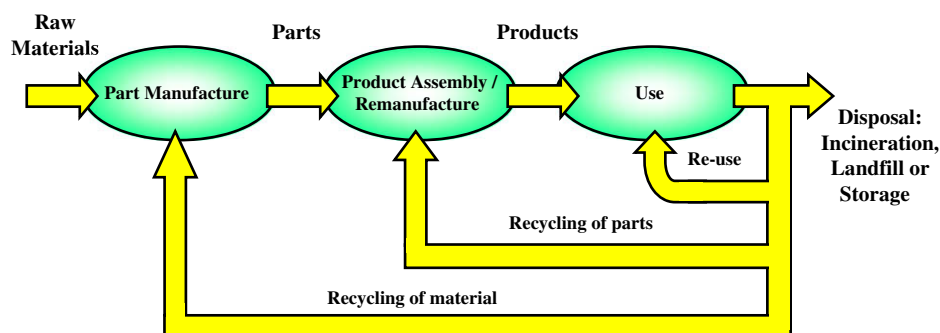 Raw
Materials
Parts
Products
Part Manufacture
Product Assembly /
Remanufacture
Use
Disposal:
Incineration,
Landfill or
Storage
Re-use
Recycling of parts
Recycling of material